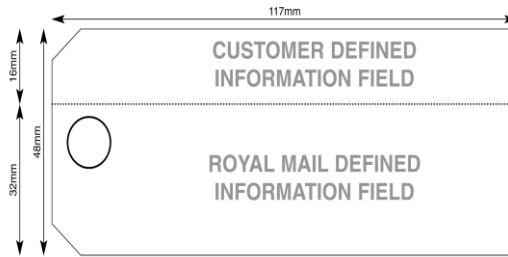 117mm
CUSTOMER DEFINED
INFORMATION FIELD
16mm
48mm
32mm
ROYAL MAIL DEFINED
INFORMATION FIELD